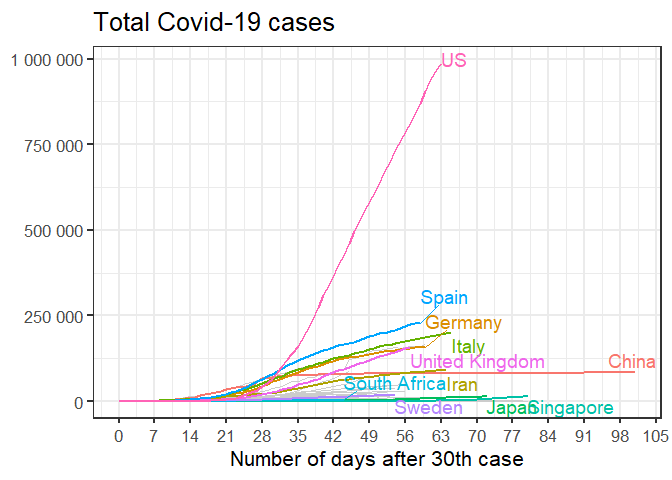 Total Covid-19 cases
1 000 000
US
750 000
500 000
250 000
Spain
Germany
Italy
United Kingdom
China
South Africa
Iran
0
Sweden
Japan
Singapore
0 7 14 21 28 35 42 49 56 63 70 77 84 91 98 105
Number of days after 30th case